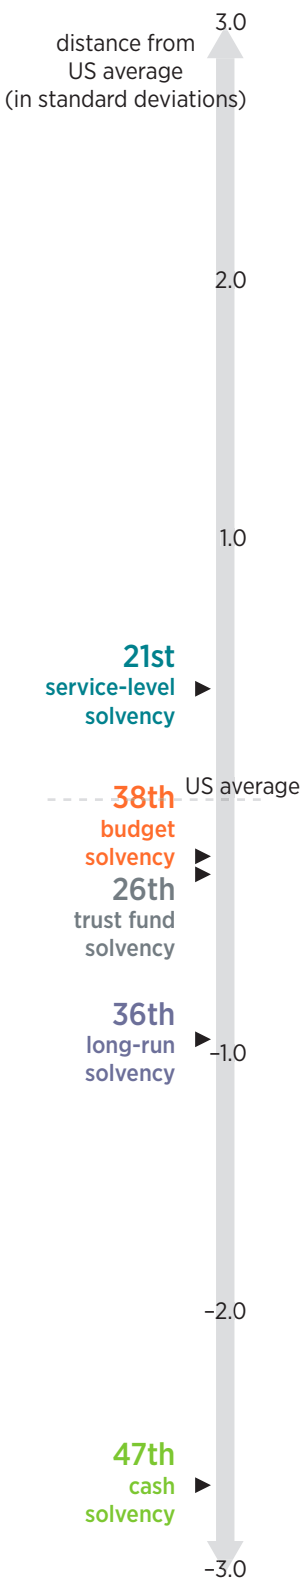 3.0
distance from
US average
(in standard deviations)
2.0
1.0
21st
service-level
solvency
US average
38th
budget
solvency
26th
trust fund
solvency
36th
long-run
solvency
–1.0
–2.0
47th
cash
solvency
–3.0